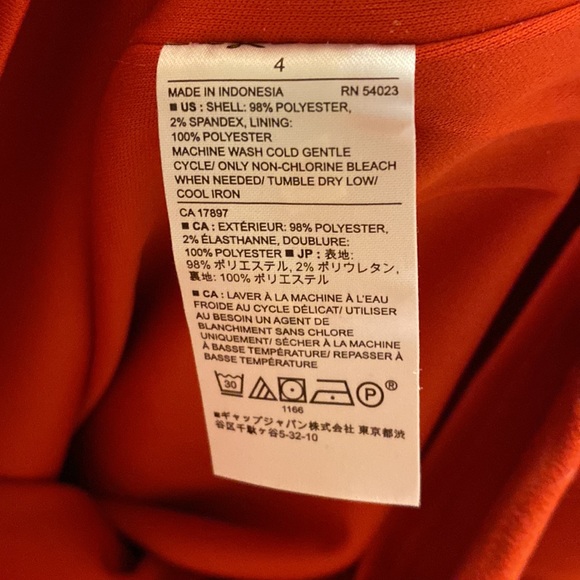 4
MADE IN INDONESIA RN 54023
■ US : SHELL: 98% POLYESTER,
2% SPANDEX, LINING:
100% POLYESTER
MACHINE WASH COLD GENTLE
CYCLE/ ONLY NON-CHLORINE BLEACH
WHEN NEEDED/ TUMBLE DRY LOW/
COOL IRON
CA 17897
■ CA : EXTÉRIEUR: 98% POLYESTER,
2% ÉLASTHANNE, DOUBLURE:
100% POLYESTER ■ JP : 表地:
98% ポリエステル, 2% ポリウレタン,
裏地: 100% ポリエステル
■ CA : LAVER À LA MACHINE À L'EAU
FROIDE AU CYCLE DÉLICAT/ UTILISER
AU BESOIN UN AGENT DE
BLANCHIMENT SANS CHLORE
UNIQUEMENT/ SÉCHER À LA MACHINE
À BASSE TEMPÉRATURE/ REPASSER À
BASSE TEMPÉRATURE
30 P ®
1166
■ギャップジャパン株式会社 東京都渋
谷区千駄ヶ谷5-32-10